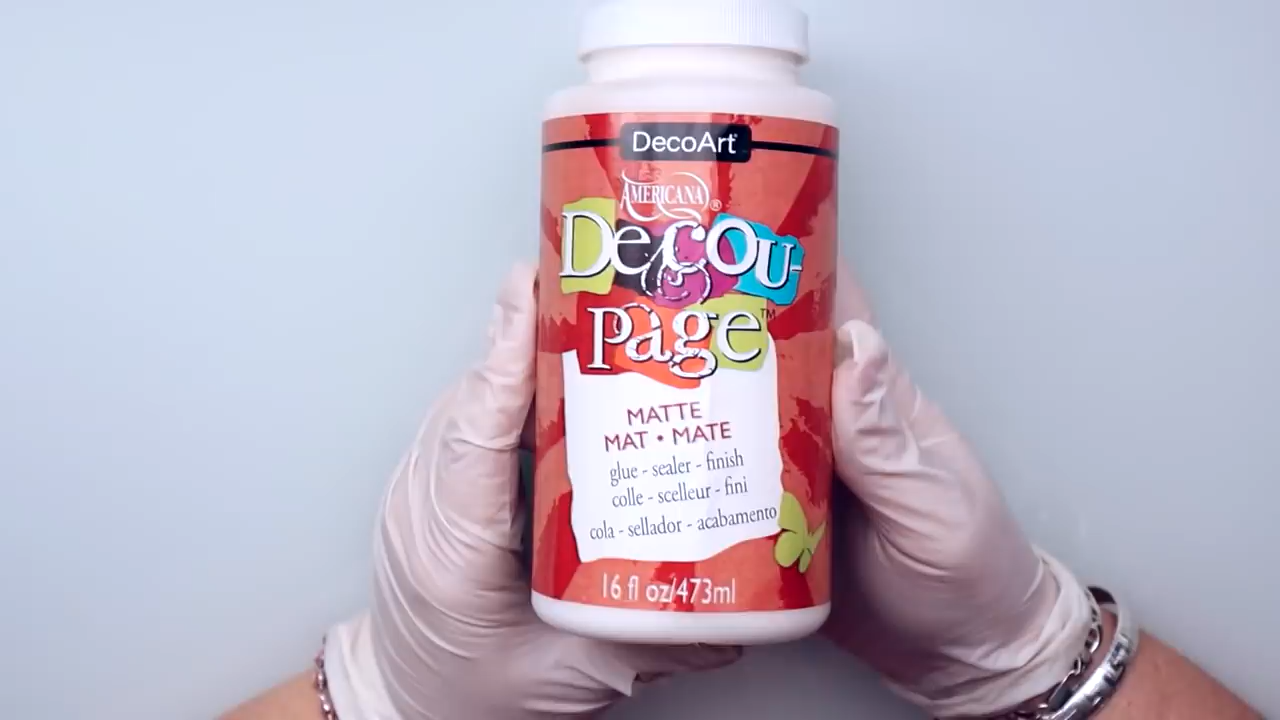 DecoArt®
AMERICANA®
Decou-
Page™
MATTE
MAT • MATE
glue - sealer - finish
colle - scelleur - fini
cola - sellador - acabamento
16 fl oz/473ml